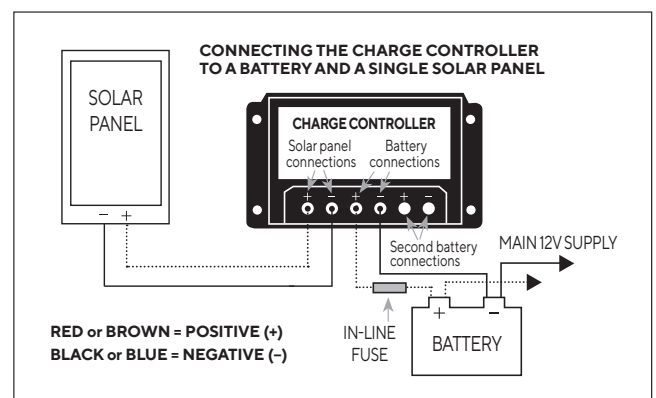 CONNECTING THE CHARGE CONTROLLER
TO A BATTERY AND A SINGLE SOLAR PANEL
SOLAR
PANEL
− +
CHARGE CONTROLLER
Solar panel
connections
Battery
connections
+ − + − + −
Second battery
connections
MAIN 12V SUPPLY
IN-LINE
FUSE
+ −
BATTERY
RED or BROWN = POSITIVE (+)
BLACK or BLUE = NEGATIVE (–)